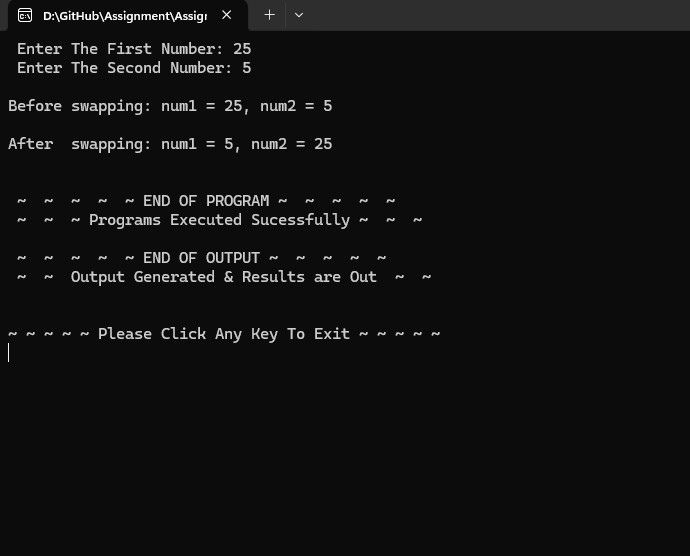 D:\GitHub\Assignment\Assigr
Enter The First Number: 25
Enter The Second Number: 5
Before swapping: num1 = 25, num2 = 5
After  swapping: num1 = 5, num2 = 25
~  ~  ~  ~  ~ END OF PROGRAM ~  ~  ~  ~  ~
~  ~  ~ Programs Executed Sucessfully ~  ~  ~
~  ~  ~  ~  ~ END OF OUTPUT ~  ~  ~  ~  ~
~  ~  Output Generated & Results are Out  ~  ~
~ ~ ~ ~ ~ Please Click Any Key To Exit ~ ~ ~ ~ ~